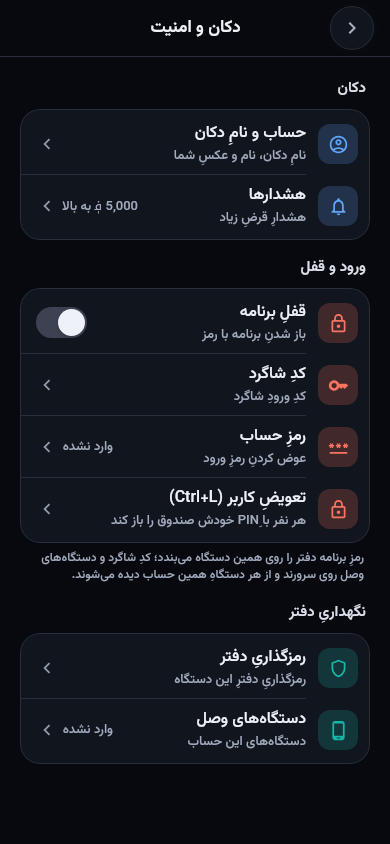 دکان و امنیت
دکان
حساب و نامِ دکان
نامِ دکان، نام و عکسِ شما
هشدارها
هشدارِ قرضِ زیاد
5,000 ؋ به بالا
ورود و قفل
قفلِ برنامه
باز شدنِ برنامه با رمز
کدِ شاگرد
کدِ ورودِ شاگرد
رمزِ حساب
عوض کردنِ رمزِ ورود
وارد نشده
تعویضِ کاربر (Ctrl+L)
هر نفر با PIN خودش صندوق را باز کند
رمزِ برنامه دفتر را روی همین دستگاه می‌بندد؛ کدِ شاگرد و دستگاه‌های
وصل روی سرورند و از هر دستگاهِ همین حساب دیده می‌شوند.
نگهداریِ دفتر
رمزگذاریِ دفتر
رمزگذاریِ دفترِ این دستگاه
دستگاه‌های وصل
دستگاه‌های این حساب
وارد نشده